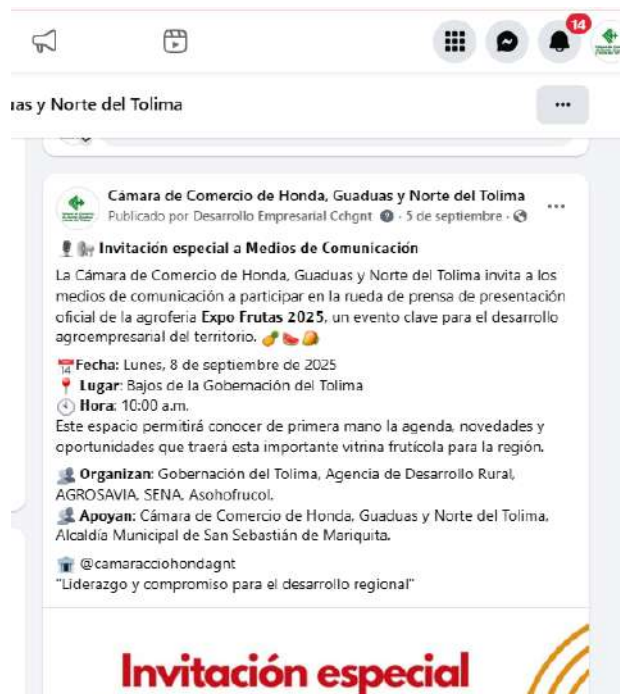 14
uas y Norte del Tolima
Cámara de Comercio de Honda, Guaduas y Norte del Tolima
Publicado por Desarrollo Empresarial Cchgnt · 5 de septiembre ·
Invitación especial a Medios de Comunicación
La Cámara de Comercio de Honda, Guaduas y Norte del Tolima invita a los
medios de comunicación a participar en la rueda de prensa de presentación
oficial de la agroferia Expo Frutas 2025, un evento clave para el desarrollo
agroempresarial del territorio.
Fecha: Lunes, 8 de septiembre de 2025
Lugar: Bajos de la Gobernación del Tolima
Hora: 10:00 a.m.
Este espacio permitirá conocer de primera mano la agenda, novedades y
oportunidades que traerá esta importante vitrina frutícola para la región.
Organizan: Gobernación del Tolima, Agencia de Desarrollo Rural,
AGROSAVIA, SENA, Asohofrucol.
Apoyan: Cámara de Comercio de Honda, Guaduas y Norte del Tolima,
Alcaldía Municipal de San Sebastián de Mariquita.
@camaracciohondagnt
"Liderazgo y compromiso para el desarrollo regional"
Invitación especial